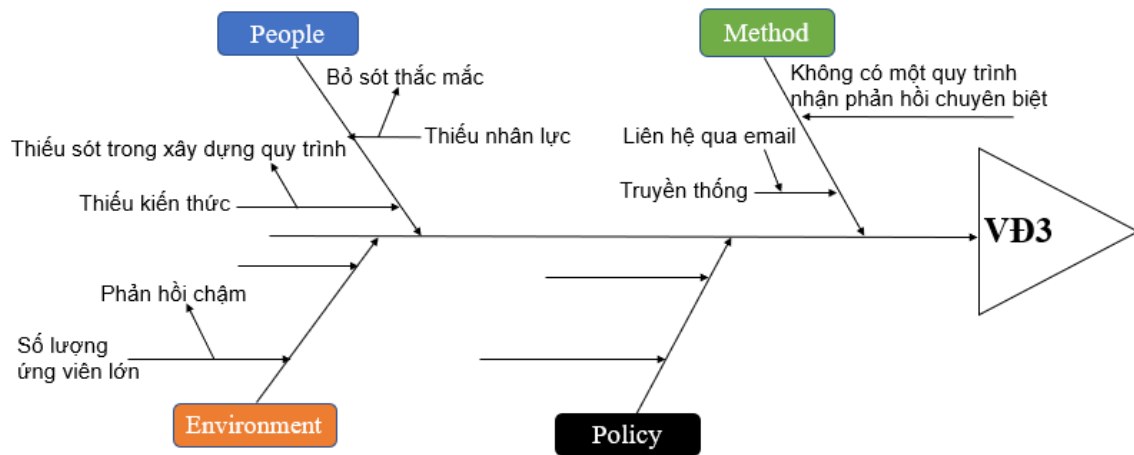 People
Method
Bỏ sót thắc mắc
Không có một quy trình
nhận phản hồi chuyên biệt
Thiếu sót trong xây dựng quy trình
Thiếu nhân lực
Liên hệ qua email
Thiếu kiến thức
Truyền thống
VĐ3
Phản hồi chậm
Số lượng
ứng viên lớn
Environment
Policy